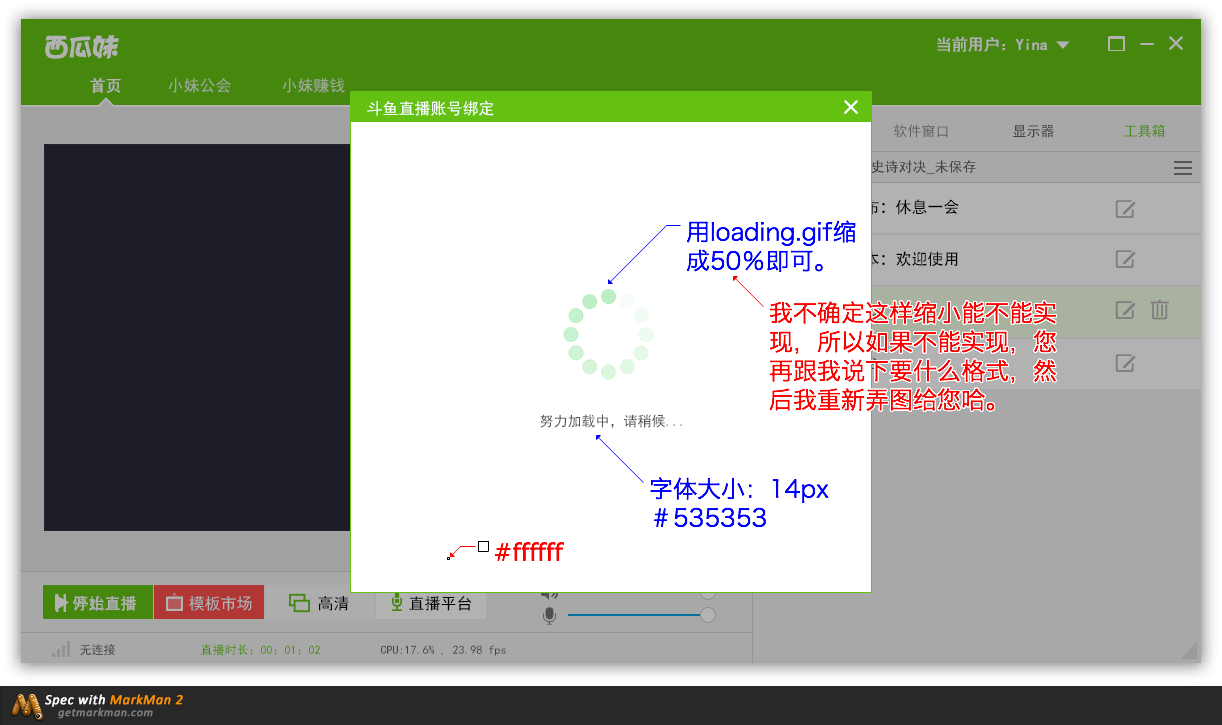 西瓜妹
当前用户：Yina
首页
小妹公会
小妹赚钱
斗鱼直播账号绑定
软件窗口
显示器
工具箱
史诗对决_未保存
：休息一会
：欢迎使用
用loading.gif缩
成50%即可。
我不确定这样缩小能不能实
现，所以如果不能实现，您
再跟我说下要什么格式，然
后我重新弄图给您哈。
努力加载中，请稍候...
字体大小：14px
#535353
#ffffff
模板市场
高清
直播平台
无连接
直播时长：00：01：02
CPU:17.6% , 23.98 fps
Spec with MarkMan 2
getmarkman.com